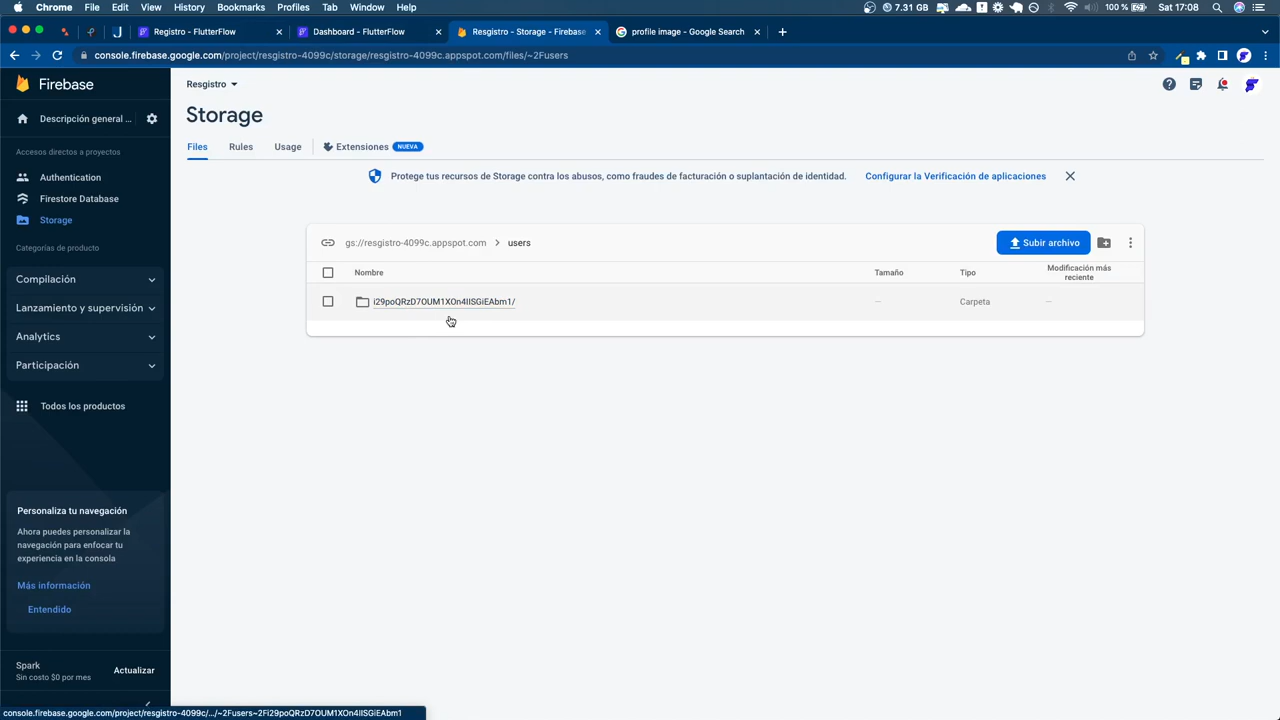 Chrome File Edit View History Bookmarks Profiles Tab Window Help 7.31 GB 100 % Sat 17:08
Registro - FlutterFlow Dashboard - FlutterFlow Resgistro - Storage - Firebase profile image - Google Search
console.firebase.google.com/project/resgistro-4099c/storage/resgistro-4099c.appspot.com/files/~2Fusers
Firebase
Resgistro
Descripción general ...
Storage
Accesos directos a proyectos
Files Rules Usage Extensiones NUEVA
Authentication
Protege tus recursos de Storage contra los abusos, como fraudes de facturación o suplantación de identidad. Configurar la Verificación de aplicaciones
Firestore Database
Storage
Categorías de producto
gs://resgistro-4099c.appspot.com > users
Subir archivo
Nombre Tamaño Tipo Modificación más reciente
Compilación
i29poQRzD7OUM1XOn4IISGiEAbm1/ — Carpeta —
Lanzamiento y supervisión
Analytics
Participación
Todos los productos
Personaliza tu navegación
Ahora puedes personalizar la
navegación para enfocar tu
experiencia en la consola
Más información
Entendido
Spark
Sin costo $0 por mes
Actualizar
console.firebase.google.com/project/resgistro-4099c/.../~2Fusers~2Fi29poQRzD7OUM1XOn4IISGiEAbm1